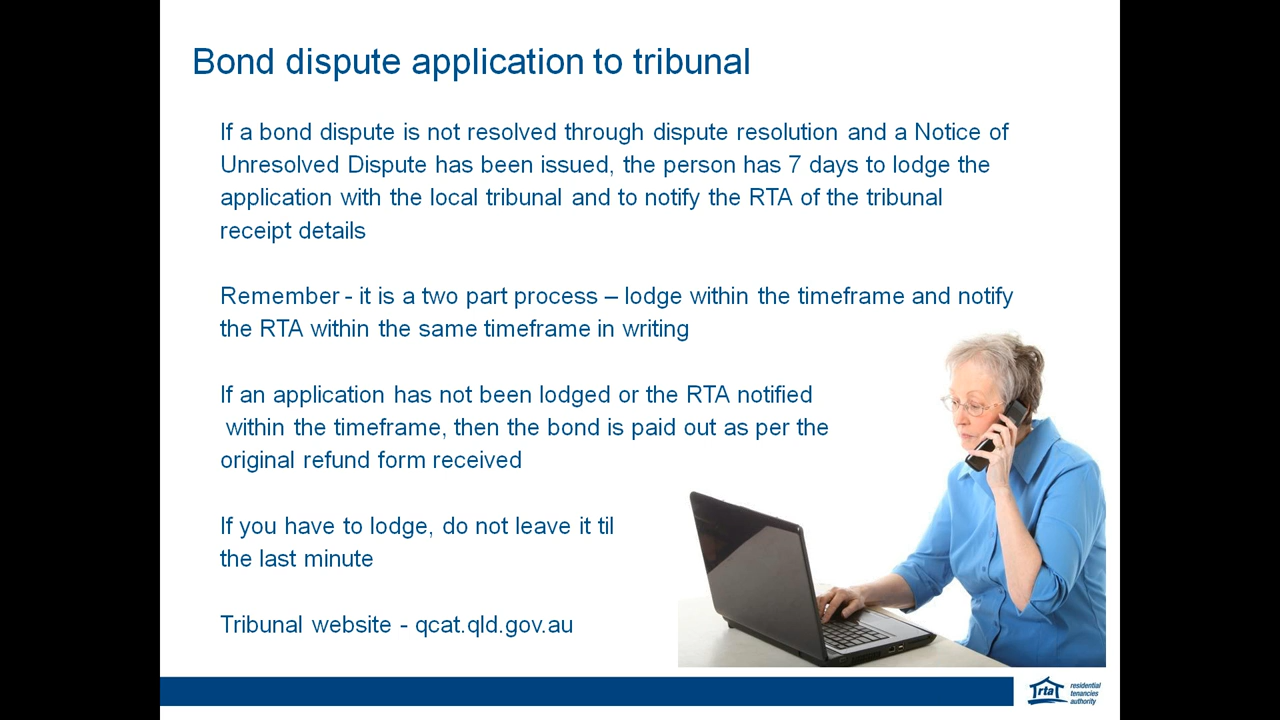 Bond dispute application to tribunal
If a bond dispute is not resolved through dispute resolution and a Notice of
Unresolved Dispute has been issued, the person has 7 days to lodge the
application with the local tribunal and to notify the RTA of the tribunal
receipt details
Remember - it is a two part process – lodge within the timeframe and notify
the RTA within the same timeframe in writing
If an application has not been lodged or the RTA notified
within the timeframe, then the bond is paid out as per the
original refund form received
If you have to lodge, do not leave it til
the last minute
Tribunal website - qcat.qld.gov.au
rta
residential
tenancies
authority